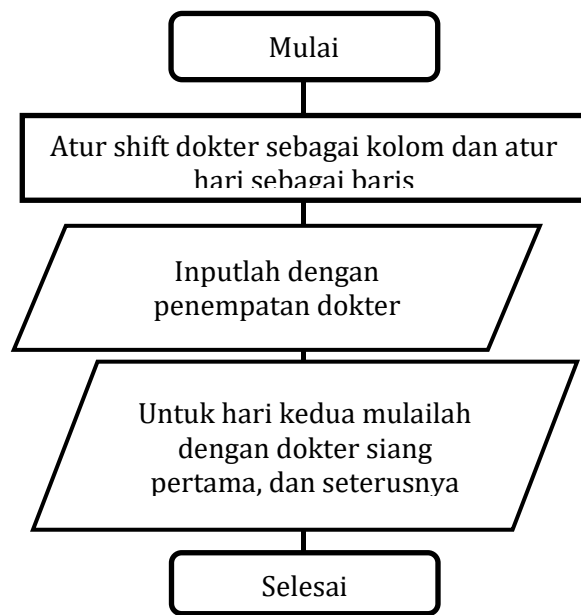 Mulai
Atur shift dokter sebagai kolom dan atur
hari sebagai baris
Inputlah dengan
penempatan dokter
Untuk hari kedua mulailah
dengan dokter siang
pertama, dan seterusnya
Selesai